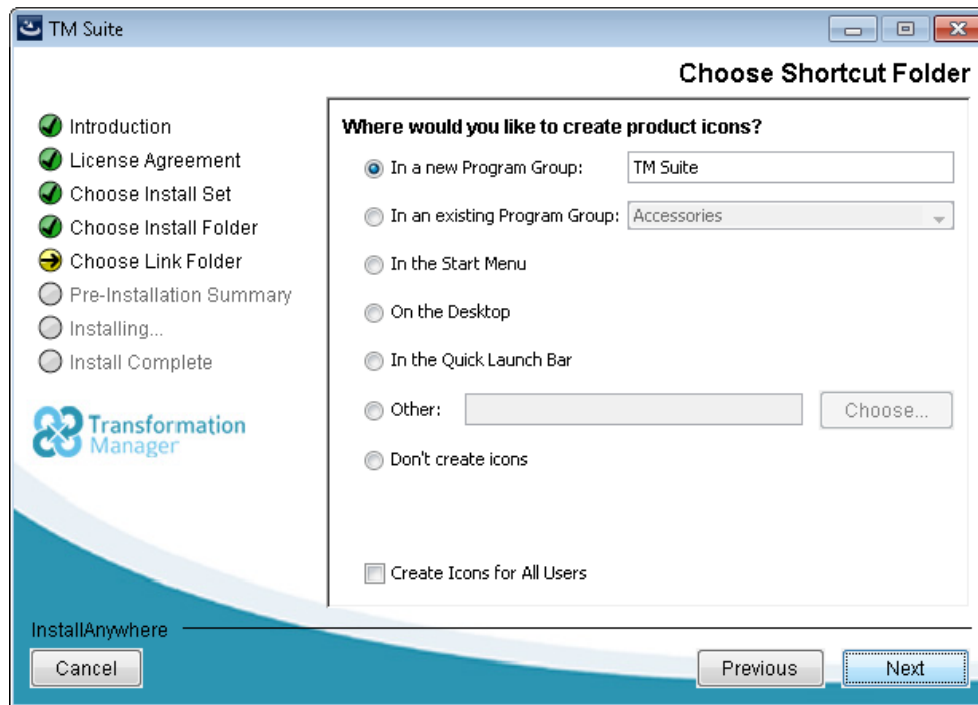 TM Suite
Choose Shortcut Folder
Introduction
License Agreement
Choose Install Set
Choose Install Folder
Choose Link Folder
Pre-Installation Summary
Installing...
Install Complete
Transformation
Manager
Where would you like to create product icons?
In a new Program Group: TM Suite
In an existing Program Group: Accessories
In the Start Menu
On the Desktop
In the Quick Launch Bar
Other: Choose...
Don't create icons
Create Icons for All Users
InstallAnywhere
Cancel Previous Next